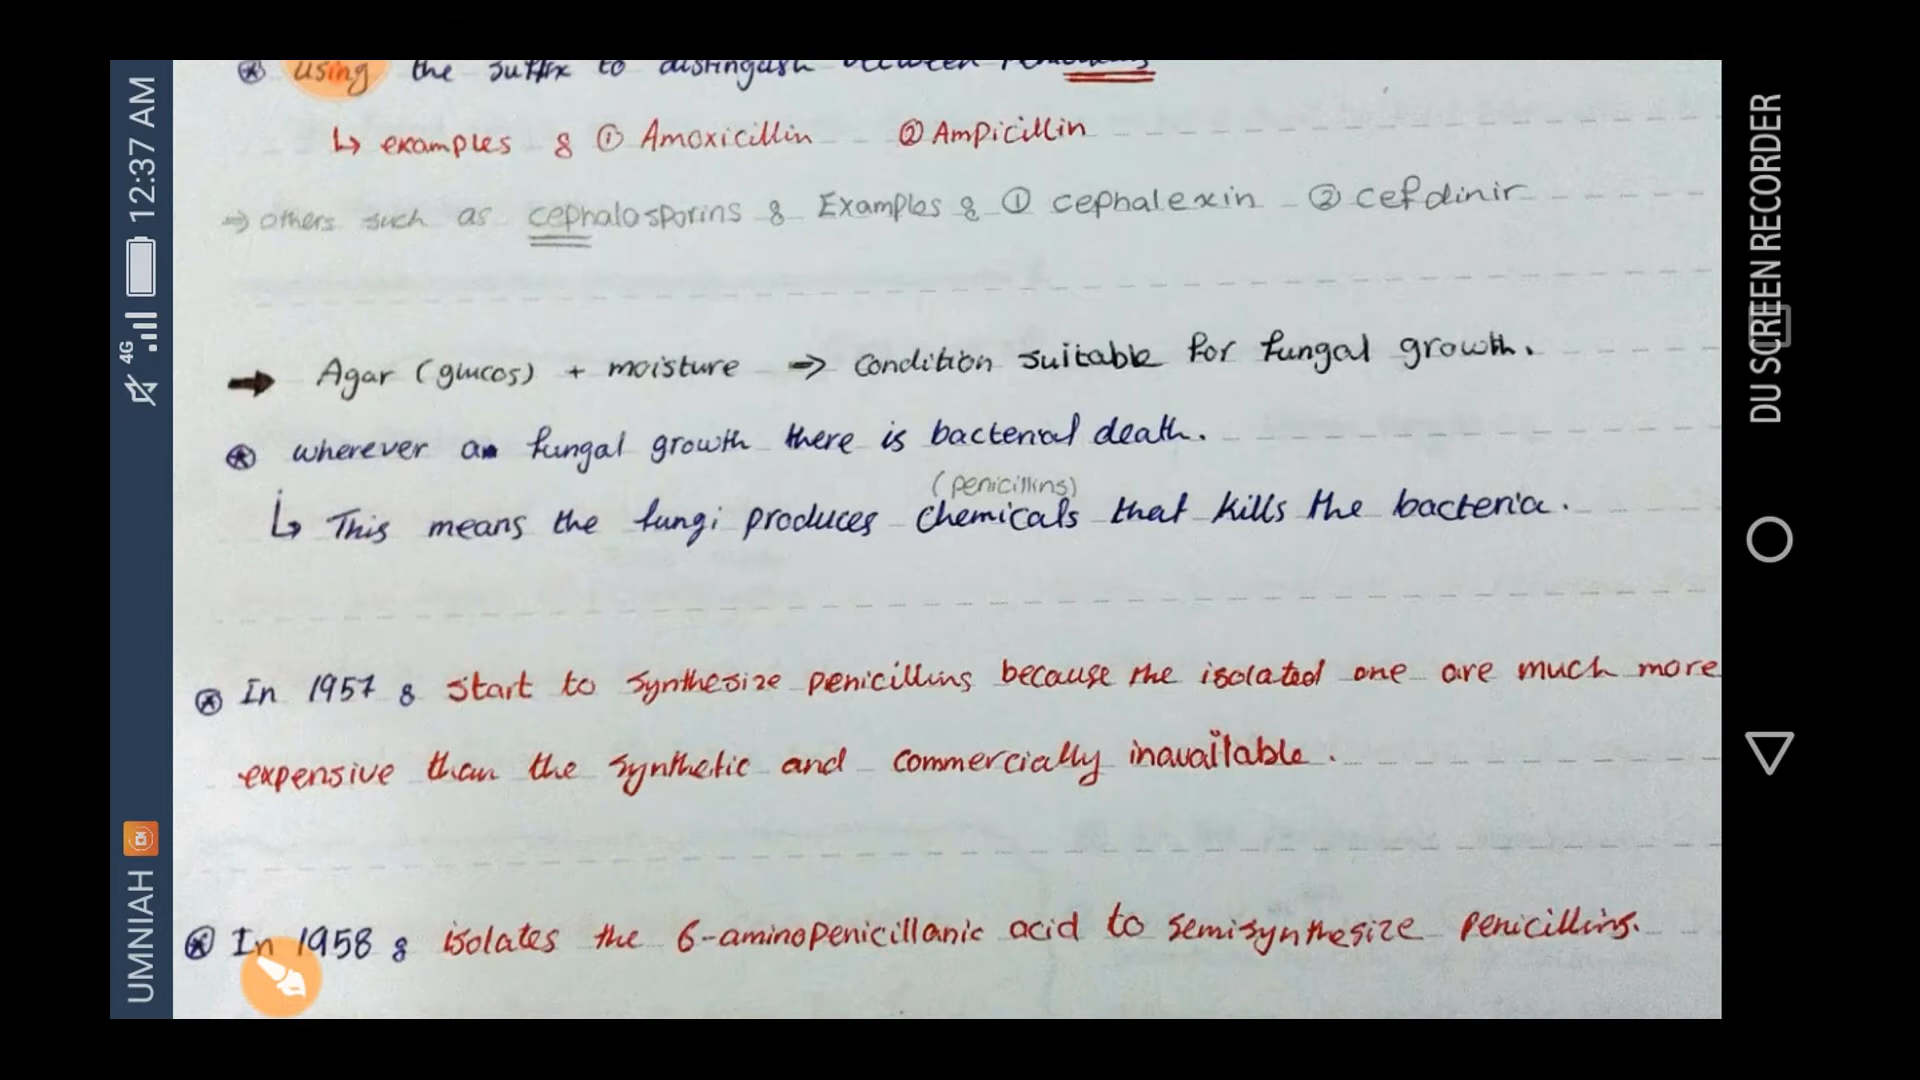 using the suffix to distinguish between
↳ examples : ① Amoxicillin ② Ampicillin
⇒ others such as cephalosporins : Examples : ① cephalexin ② cefdinir
➡ Agar (glucos) + moisture → Condition suitable for fungal growth.
⊛ wherever a fungal growth there is bacterial death.
(penicillins)
↳ This means the fungi produces chemicals that kills the bacteria.
⊛ In 1957 : start to synthesize penicillins because the isolated one are much more
expensive than the synthetic and commercially inavailable.
⊛ In 1958 : isolates the 6-aminopenicillanic acid to semisynthesize penicillins.
12:37 AM
4G
UMNIAH
DU SCREEN RECORDER